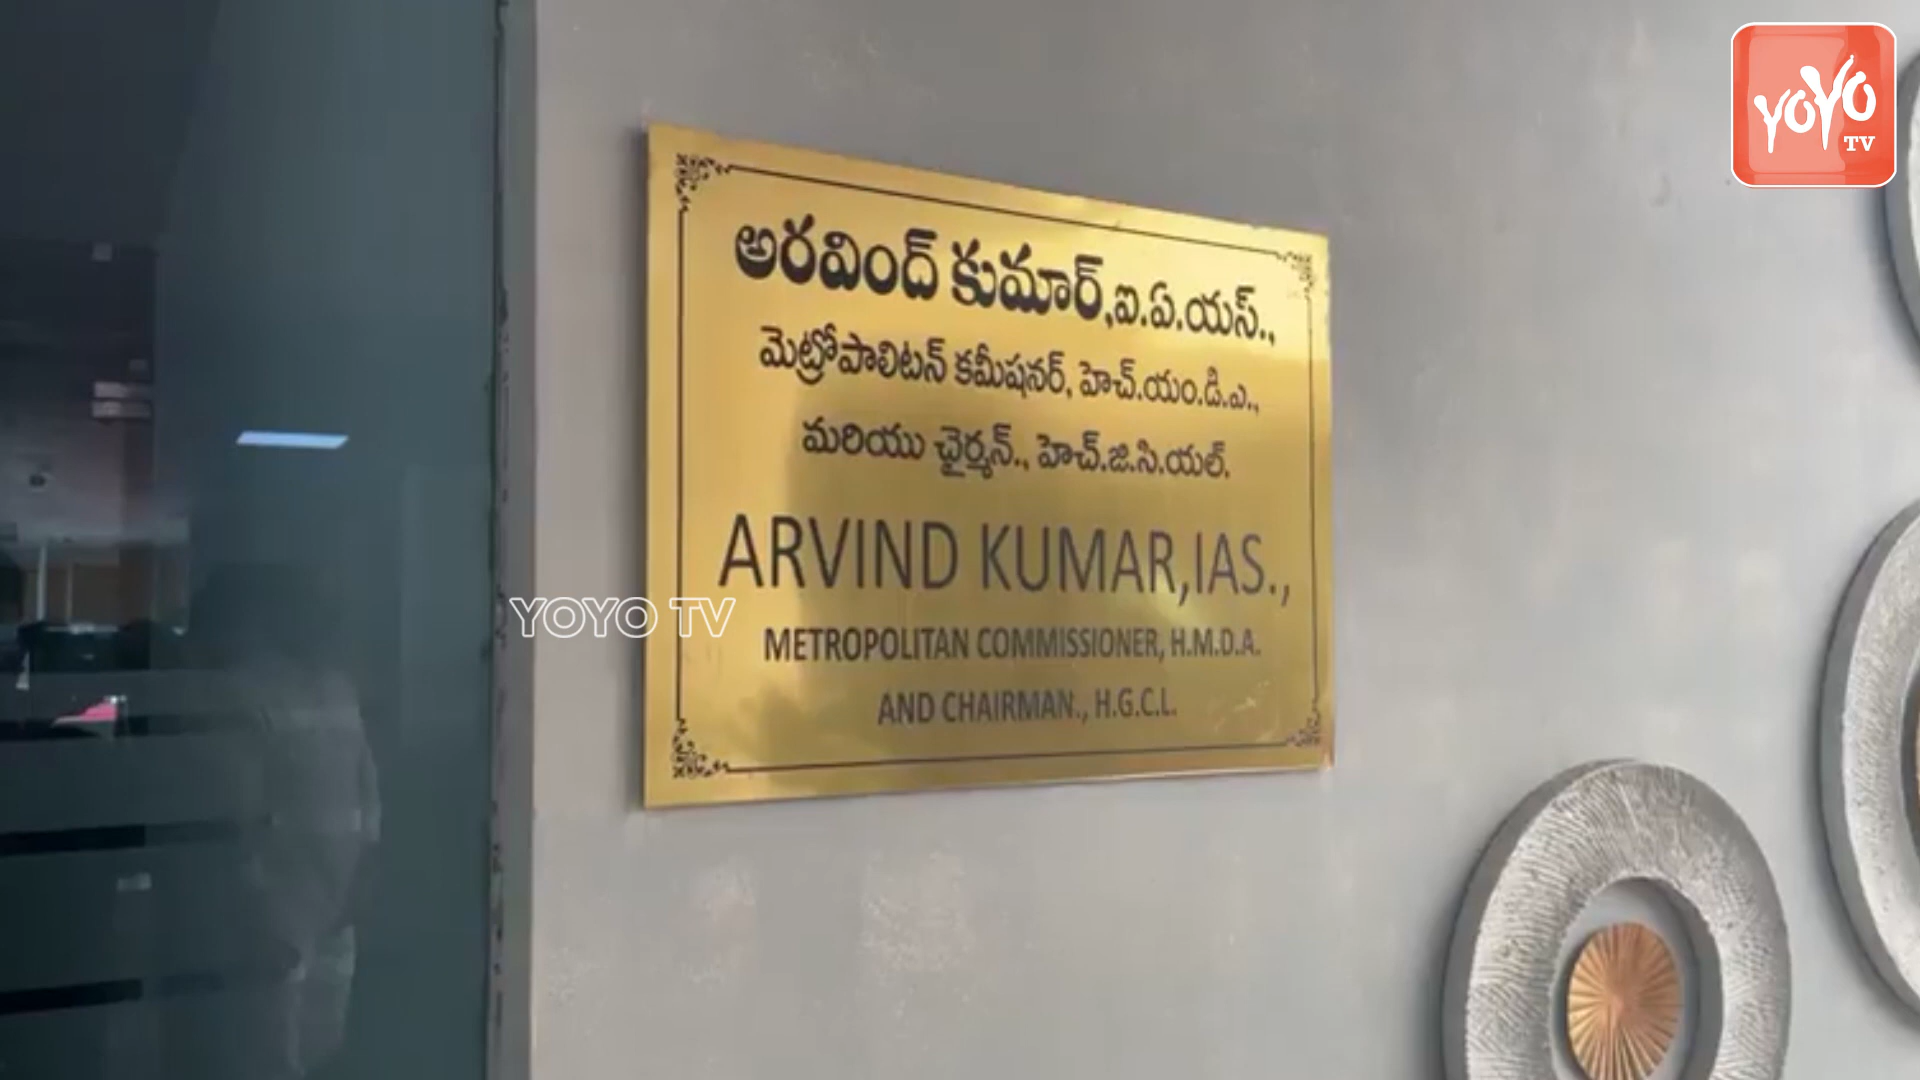 YOYO
TV
అరవింద్ కుమార్,ఐ.ఏ.యస్.,
మెట్రోపాలిటన్ కమీషనర్, హెచ్.యం.డి.ఎ.,
మరియు ఛైర్మన్., హెచ్.జి.సి.యల్.
ARVIND KUMAR,IAS.,
YOYO TV
METROPOLITAN COMMISSIONER, H.M.D.A.
AND CHAIRMAN., H.G.C.L.